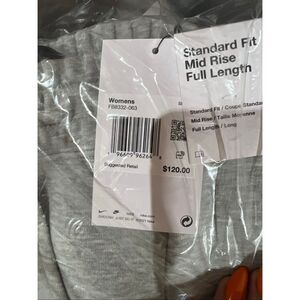 Standard Fit
Mid Rise
Full Length
Womens
FB8332-063
Standard Fit / Coupe Standa
Mid Rise / Taille Moyenne
Full Length / Long
Suggested Retail
$120.00